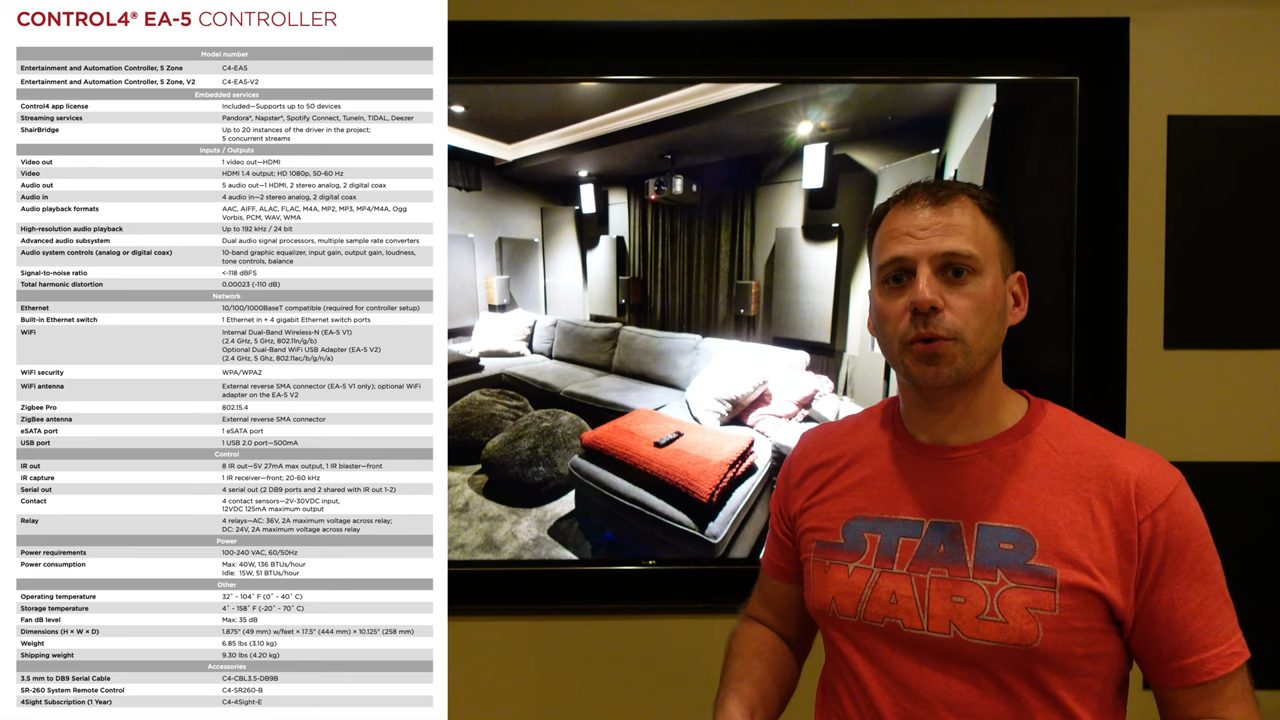 CONTROL4® EA-5 CONTROLLER
Model number
Entertainment and Automation Controller, 5 Zone C4-EA5
Entertainment and Automation Controller, 5 Zone, V2 C4-EA5-V2
Embedded services
Control4 app license Included—Supports up to 50 devices
Streaming services Pandora®, Napster®, Spotify Connect, TuneIn, TIDAL, Deezer
ShairBridge Up to 20 instances of the driver in the project;
5 concurrent streams
Inputs / Outputs
Video out 1 video out—HDMI
Video HDMI 1.4 output; HD 1080p, 50-60 Hz
Audio out 5 audio out—1 HDMI, 2 stereo analog, 2 digital coax
Audio in 4 audio in—2 stereo analog, 2 digital coax
Audio playback formats AAC, AIFF, ALAC, FLAC, M4A, MP2, MP3, MP4/M4A, Ogg
Vorbis, PCM, WAV, WMA
High-resolution audio playback Up to 192 kHz / 24 bit
Advanced audio subsystem Dual audio signal processors, multiple sample rate converters
Audio system controls (analog or digital coax) 10-band graphic equalizer, input gain, output gain, loudness,
tone controls, balance
Signal-to-noise ratio <-118 dBFS
Total harmonic distortion 0.00023 (-110 dB)
Network
Ethernet 10/100/1000BaseT compatible (required for controller setup)
Built-in Ethernet switch 1 Ethernet in + 4 gigabit Ethernet switch ports
WiFi Internal Dual-Band Wireless-N (EA-5 V1)
(2.4 GHz, 5 GHz, 802.11n/g/b)
Optional Dual-Band WiFi USB Adapter (EA-5 V2)
(2.4 GHz, 5 Ghz, 802.11ac/b/g/n/a)
WiFi security WPA/WPA2
WiFi antenna External reverse SMA connector (EA-5 V1 only); optional WiFi
adapter on the EA-5 V2
Zigbee Pro 802.15.4
ZigBee antenna External reverse SMA connector
eSATA port 1 eSATA port
USB port 1 USB 2.0 port—500mA
Control
IR out 8 IR out—5V 27mA max output, 1 IR blaster—front
IR capture 1 IR receiver—front; 20-60 kHz
Serial out 4 serial out (2 DB9 ports and 2 shared with IR out 1-2)
Contact 4 contact sensors—2V-30VDC input,
12VDC 125mA maximum output
Relay 4 relays—AC: 36V, 2A maximum voltage across relay;
DC: 24V, 2A maximum voltage across relay
Power
Power requirements 100-240 VAC, 60/50Hz
Power consumption Max: 40W, 136 BTUs/hour
Idle: 15W, 51 BTUs/hour
Other
Operating temperature 32˚ - 104˚ F (0˚ - 40˚ C)
Storage temperature 4˚ - 158˚ F (-20˚ - 70˚ C)
Fan dB level Max: 35 dB
Dimensions (H × W × D) 1.875" (49 mm) w/feet × 17.5" (444 mm) × 10.125" (258 mm)
Weight 6.85 lbs (3.10 kg)
Shipping weight 9.30 lbs (4.20 kg)
Accessories
3.5 mm to DB9 Serial Cable C4-CBL3.5-DB9B
SR-260 System Remote Control C4-SR260-B
4Sight Subscription (1 Year) C4-4Sight-E
STAR
WARS